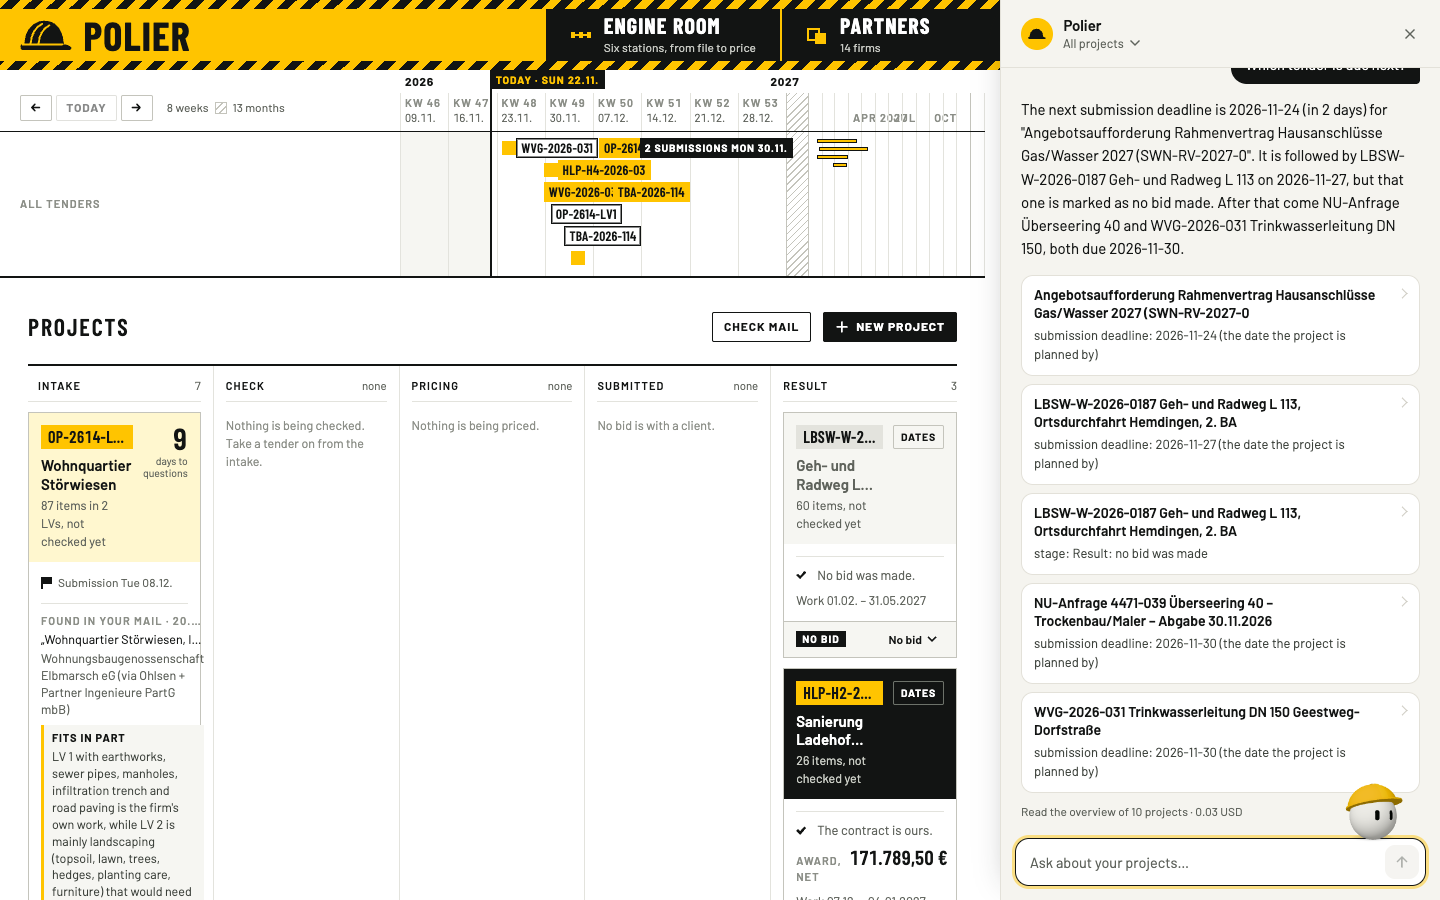 POLIER
ENGINE ROOM
Six stations, from file to price
PARTNERS
14 firms
2026
TODAY · SUN 22.11.
2027
TODAY
8 weeks
13 months
KW 46
09.11.
KW 47
16.11.
KW 48
23.11.
KW 49
30.11.
KW 50
07.12.
KW 51
14.12.
KW 52
21.12.
KW 53
28.12.
OCT
ALL TENDERS
WVG-2026-031
OP-2614
2 SUBMISSIONS MON 30.11.
HLP-H4-2026-03
WVG-2026-0
TBA-2026-114
OP-2614-LV1
TBA-2026-114
PROJECTS
CHECK MAIL
NEW PROJECT
INTAKE
7
CHECK
none
PRICING
none
SUBMITTED
none
RESULT
3
OP-2614-L...
9
days to
questions
Wohnquartier
Störwiesen
87 items in 2
LVs, not
checked yet
Submission Tue 08.12.
FOUND IN YOUR MAIL · 20....
„Wohnquartier Störwiesen, l...
Wohnungsbaugenossenschaft
Elbmarsch eG (via Ohlsen +
Partner Ingenieure PartG
mbB)
FITS IN PART
LV 1 with earthworks,
sewer pipes, manholes,
infiltration trench and
road paving is the firm's
own work, while LV 2 is
mainly landscaping
(topsoil, lawn, trees,
hedges, planting care,
furniture) that would need
Nothing is being checked.
Take a tender on from the
intake.
Nothing is being priced.
No bid is with a client.
LBSW-W-2...
DATES
Geh- und
Radweg L...
60 items, not
checked yet
No bid was made.
Work 01.02. – 31.05.2027
NO BID
No bid
HLP-H2-2...
DATES
Sanierung
Ladehof...
26 items, not
checked yet
The contract is ours.
AWARD,
NET
171.789,50 €
Polier
All projects
The next submission deadline is 2026-11-24 (in 2 days) for
"Angebotsaufforderung Rahmenvertrag Hausanschlüsse
Gas/Wasser 2027 (SWN-RV-2027-0". It is followed by LBSW-
W-2026-0187 Geh- und Radweg L 113 on 2026-11-27, but that
one is marked as no bid made. After that come NU-Anfrage
Überseering 40 and WVG-2026-031 Trinkwasserleitung DN
150, both due 2026-11-30.
Angebotsaufforderung Rahmenvertrag Hausanschlüsse
Gas/Wasser 2027 (SWN-RV-2027-0
submission deadline: 2026-11-24 (the date the project is
planned by)
LBSW-W-2026-0187 Geh- und Radweg L 113,
Ortsdurchfahrt Hemdingen, 2. BA
submission deadline: 2026-11-27 (the date the project is
planned by)
LBSW-W-2026-0187 Geh- und Radweg L 113,
Ortsdurchfahrt Hemdingen, 2. BA
stage: Result: no bid was made
NU-Anfrage 4471-039 Überseering 40 –
Trockenbau/Maler – Abgabe 30.11.2026
submission deadline: 2026-11-30 (the date the project is
planned by)
WVG-2026-031 Trinkwasserleitung DN 150 Geestweg-
Dorfstraße
submission deadline: 2026-11-30 (the date the project is
planned by)
Read the overview of 10 projects · 0.03 USD
Ask about your projects...